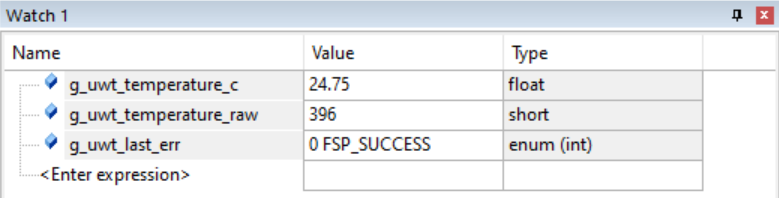 Watch 1
Name Value Type
g_uwt_temperature_c 24.75 float
g_uwt_temperature_raw 396 short
g_uwt_last_err 0 FSP_SUCCESS enum (int)
<Enter expression>